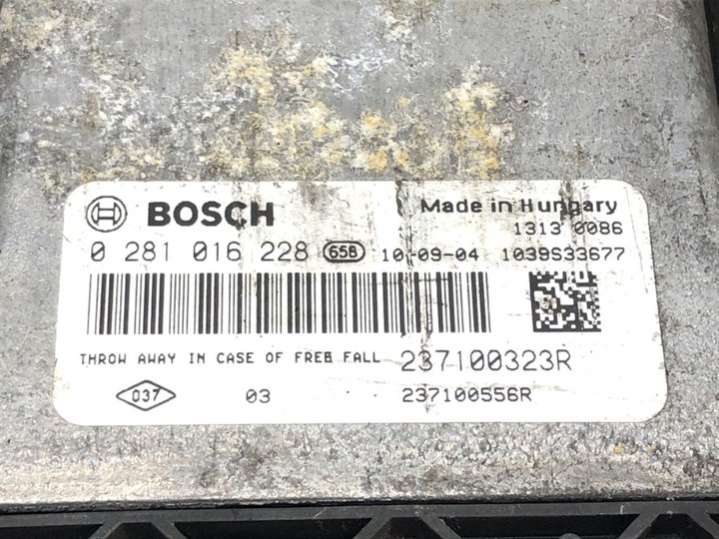 BOSCH Made in Hungary
1313 0086
0 281 016 228 65B 10-09-04 1039S33677
THROW AWAY IN CASE OF FREE FALL 237100323R
037 03 237100556R